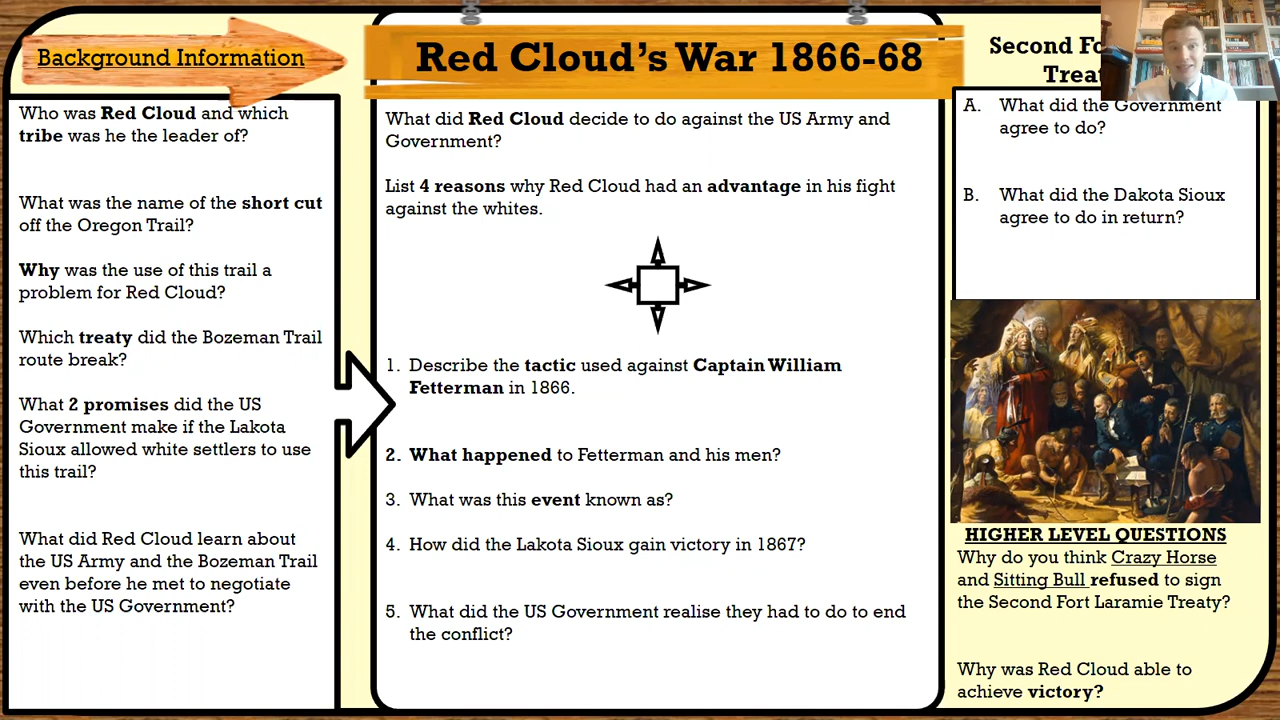 Background Information
Who was Red Cloud and which
tribe was he the leader of?
What was the name of the short cut
off the Oregon Trail?
Why was the use of this trail a
problem for Red Cloud?
Which treaty did the Bozeman Trail
route break?
What 2 promises did the US
Government make if the Lakota
Sioux allowed white settlers to use
this trail?
What did Red Cloud learn about
the US Army and the Bozeman Trail
even before he met to negotiate
with the US Government?
Red Cloud's War 1866-68
What did Red Cloud decide to do against the US Army and
Government?
List 4 reasons why Red Cloud had an advantage in his fight
against the whites.
1. Describe the tactic used against Captain William
Fetterman in 1866.
2. What happened to Fetterman and his men?
3. What was this event known as?
4. How did the Lakota Sioux gain victory in 1867?
5. What did the US Government realise they had to do to end
the conflict?
Second
A. What did the Government
agree to do?
B. What did the Dakota Sioux
agree to do in return?
HIGHER LEVEL QUESTIONS
Why do you think Crazy Horse
and Sitting Bull refused to sign
the Second Fort Laramie Treaty?
Why was Red Cloud able to
achieve victory?